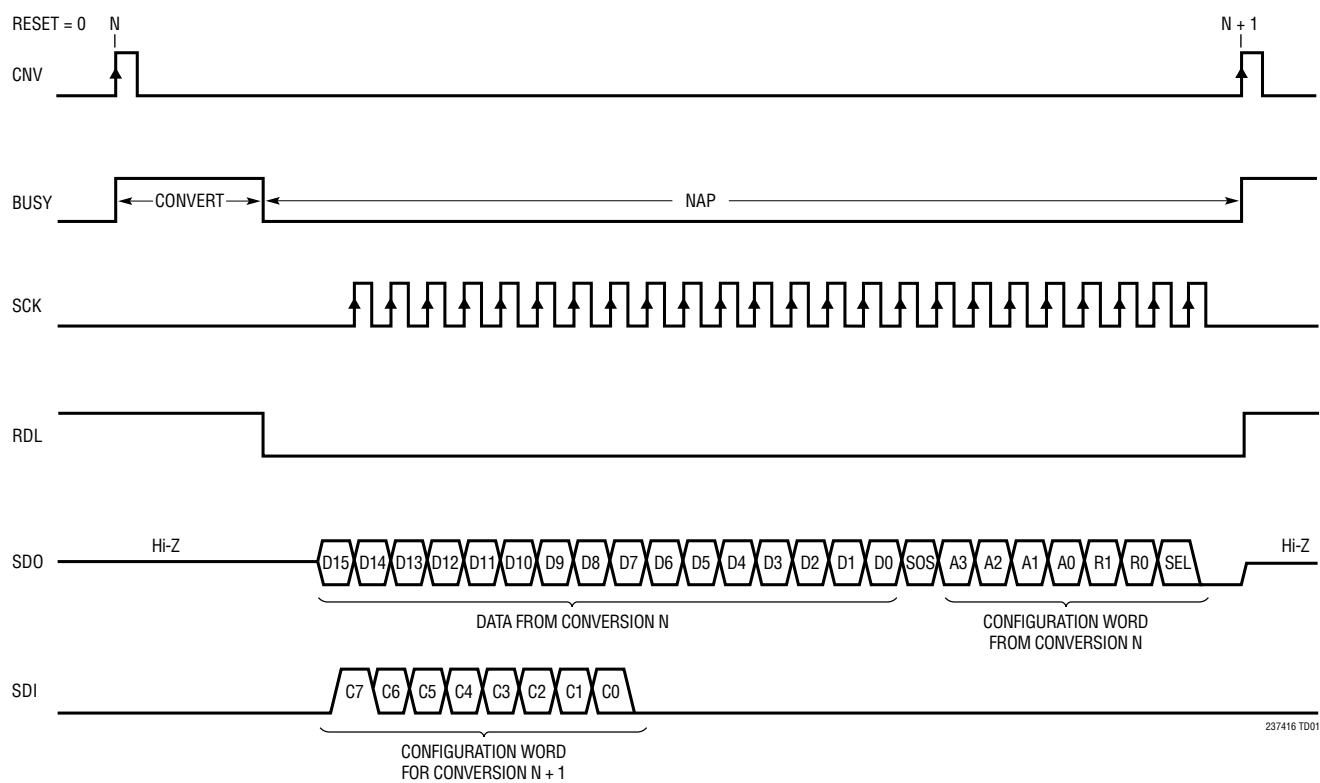 RESET = 0 N N + 1
CNV
BUSY CONVERT NAP
SCK
RDL
SDO Hi-Z D15 D14 D13 D12 D11 D10 D9 D8 D7 D6 D5 D4 D3 D2 D1 D0 SOS A3 A2 A1 A0 R1 R0 SEL Hi-Z
DATA FROM CONVERSION N
CONFIGURATION WORD
FROM CONVERSION N
SDI C7 C6 C5 C4 C3 C2 C1 C0
237416 TD01
CONFIGURATION WORD
FOR CONVERSION N + 1